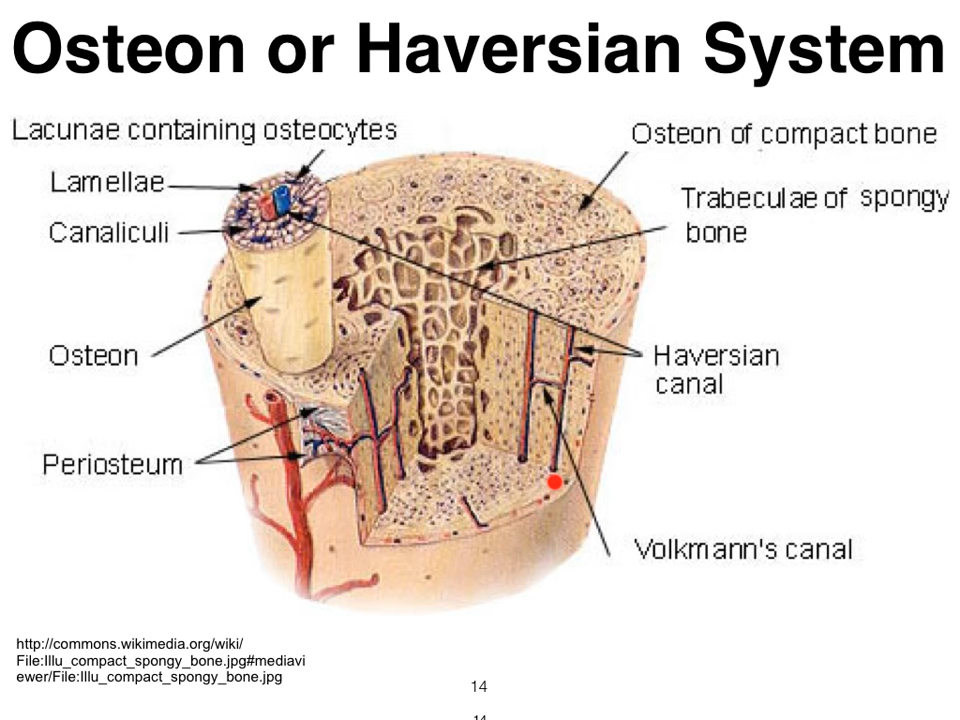 Osteon or Haversian System
Lacunae containing osteocytes
Osteon of compact bone
Lamellae
Trabeculae of spongy
bone
Canaliculi
Osteon
Haversian
canal
Periosteum
Volkmann's canal
http://commons.wikimedia.org/wiki/
File:Illu_compact_spongy_bone.jpg#mediavi
ewer/File:Illu_compact_spongy_bone.jpg
14
14